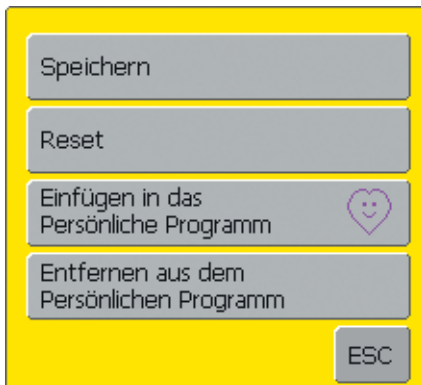 Speichern
Reset
Einfügen in das
Persönliche Programm
Entfernen aus dem
Persönlichen Programm
ESC